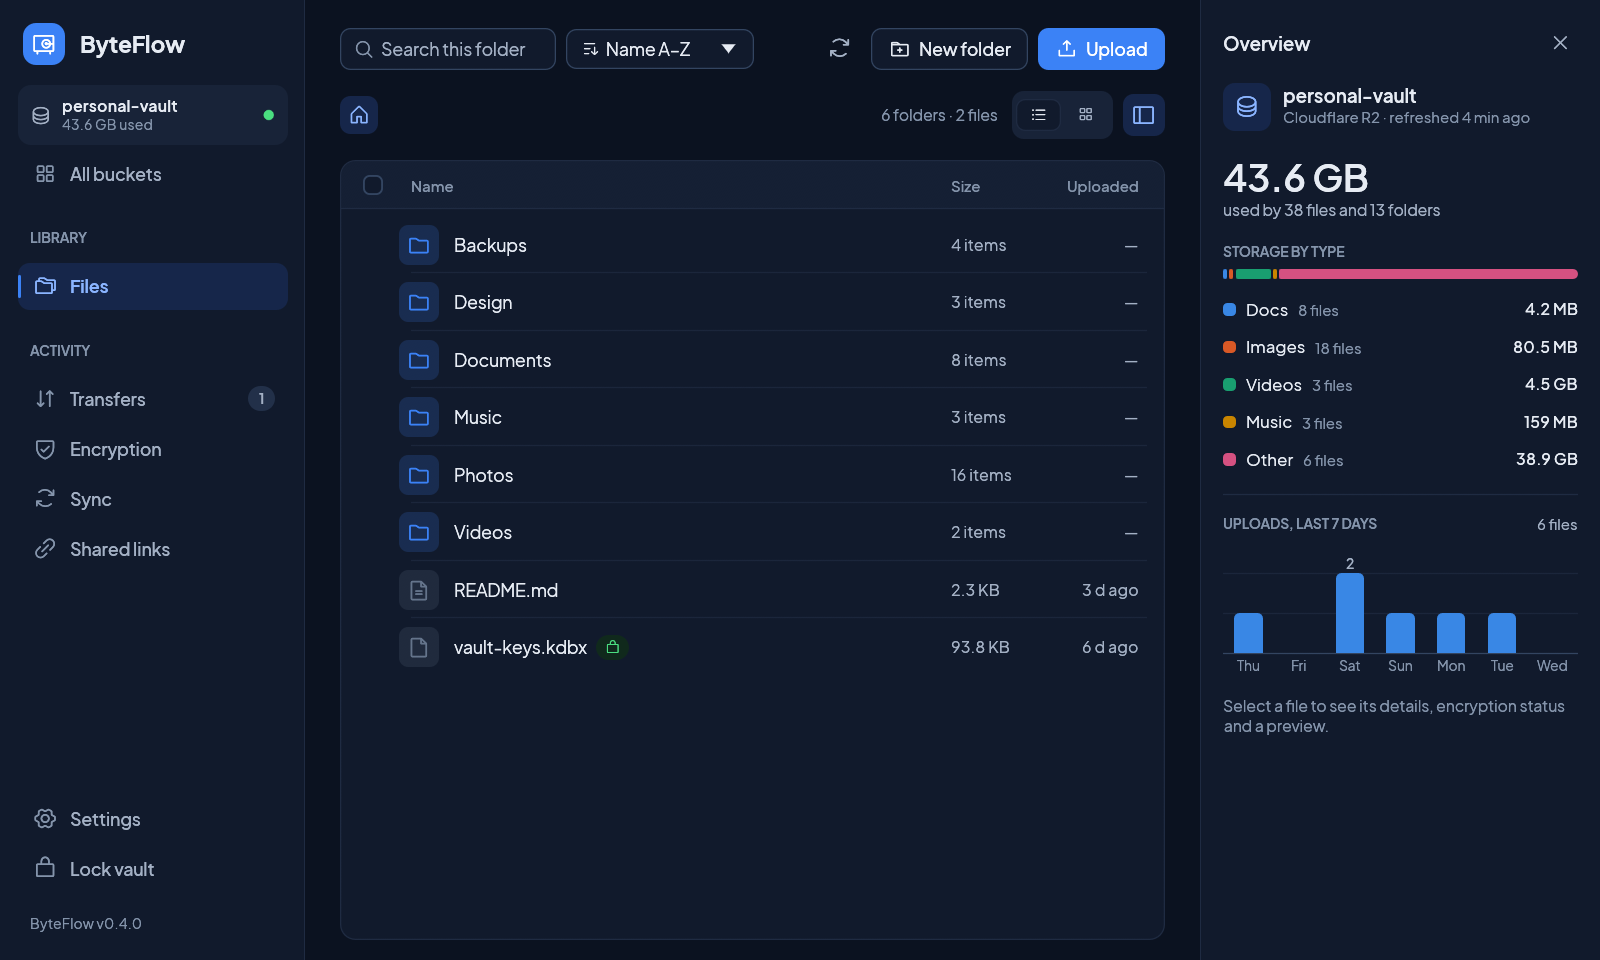 ByteFlow
personal-vault
43.6 GB used
All buckets
LIBRARY
Files
ACTIVITY
Transfers 1
Encryption
Sync
Shared links
Settings
Lock vault
ByteFlow v0.4.0
Search this folder
Name A–Z
New folder
Upload
6 folders · 2 files
Name Size Uploaded
Backups 4 items —
Design 3 items —
Documents 8 items —
Music 3 items —
Photos 16 items —
Videos 2 items —
README.md 2.3 KB 3 d ago
vault-keys.kdbx 93.8 KB 6 d ago
Overview
personal-vault
Cloudflare R2 · refreshed 4 min ago
43.6 GB
used by 38 files and 13 folders
STORAGE BY TYPE
Docs 8 files 4.2 MB
Images 18 files 80.5 MB
Videos 3 files 4.5 GB
Music 3 files 159 MB
Other 6 files 38.9 GB
UPLOADS, LAST 7 DAYS 6 files
2
Thu Fri Sat Sun Mon Tue Wed
Select a file to see its details, encryption status
and a preview.